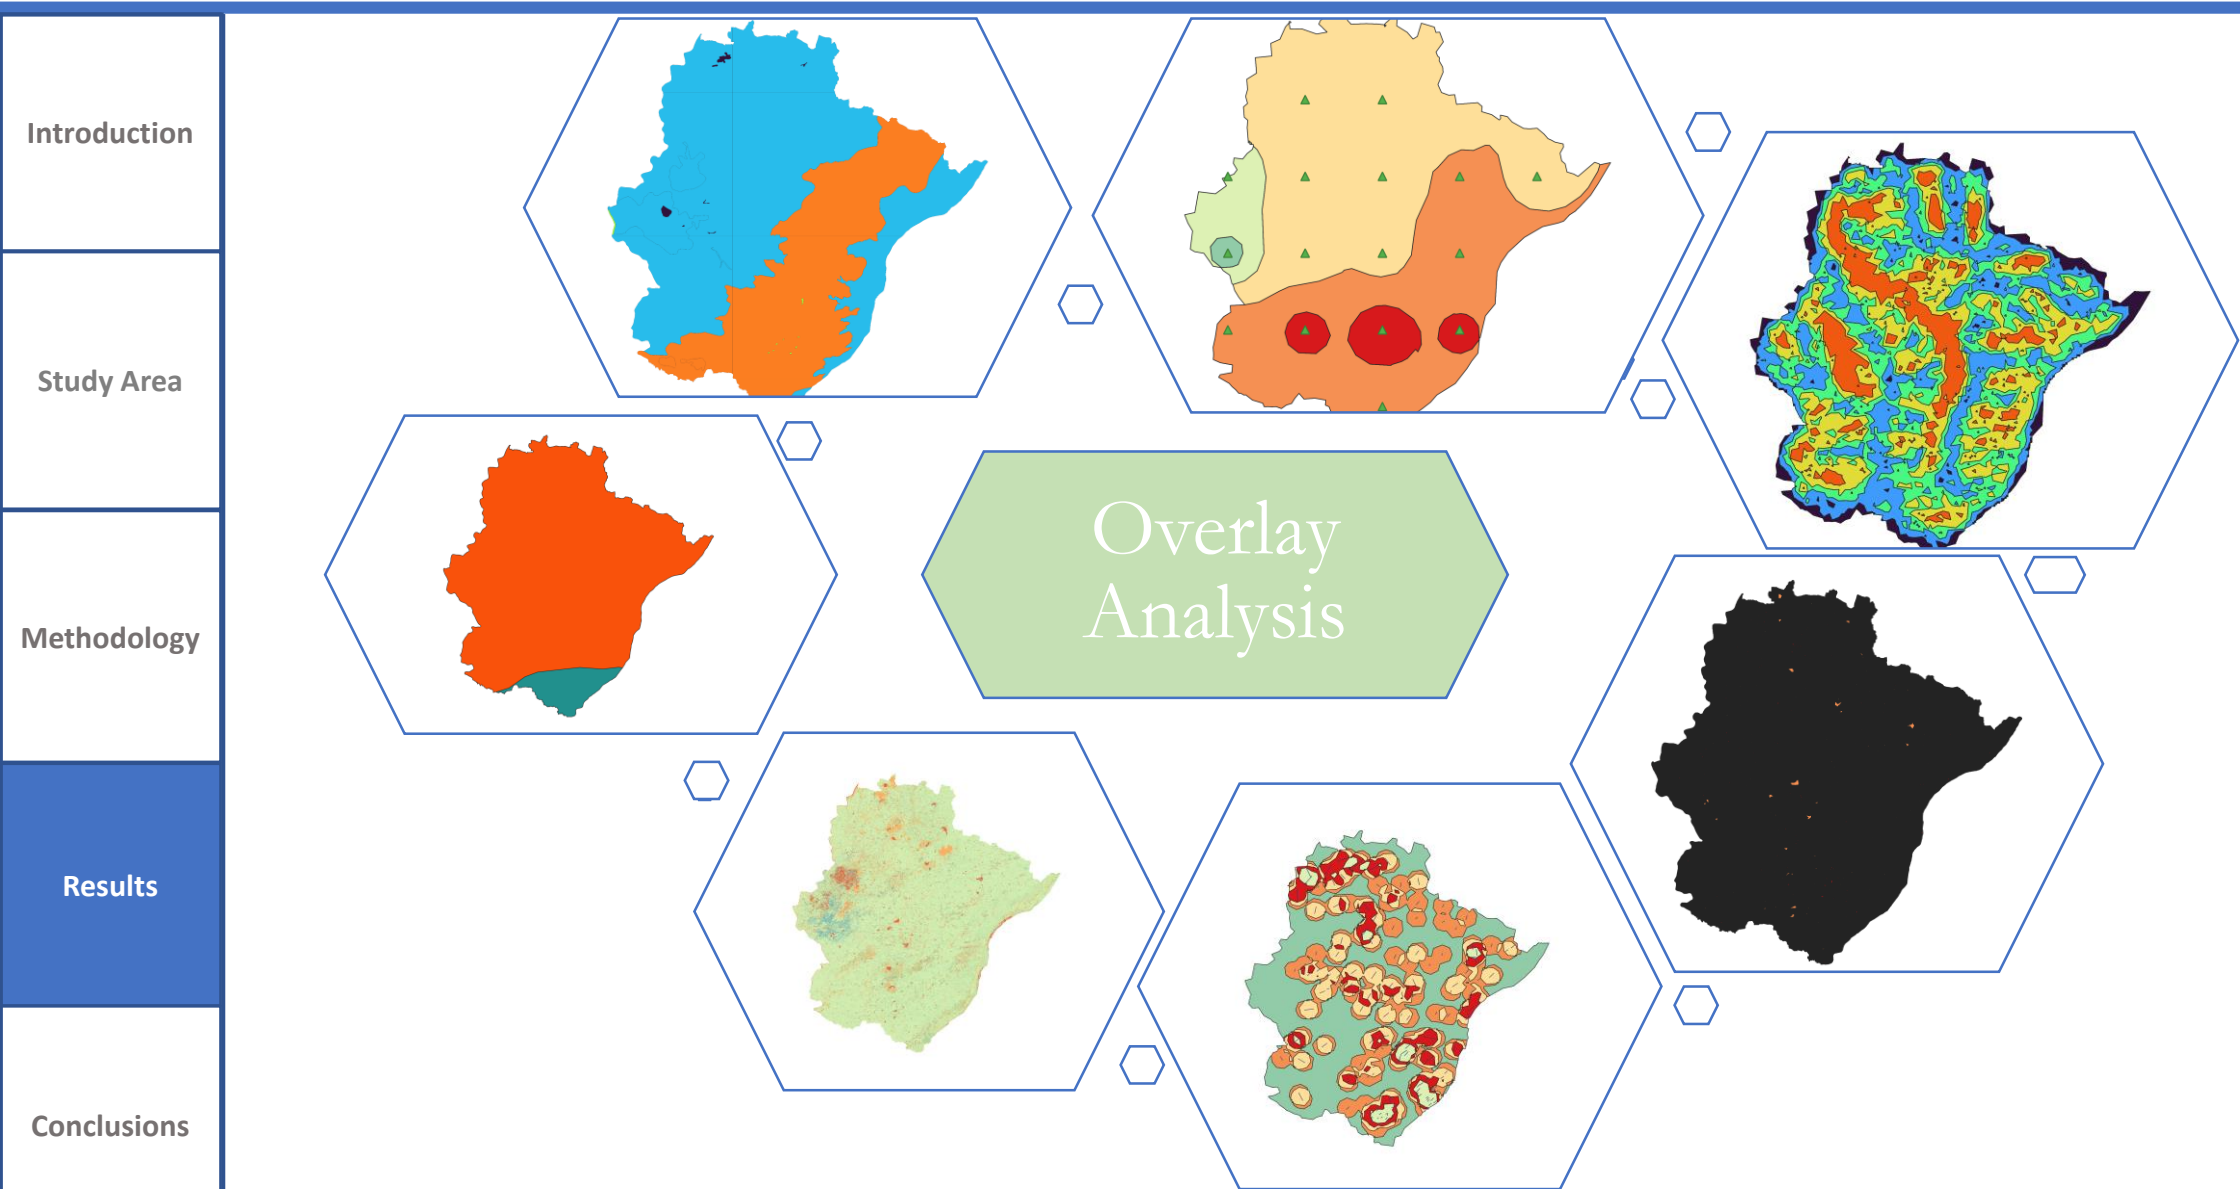 Introduction
Study Area
Methodology
Results
Conclusions
Overlay
Analysis